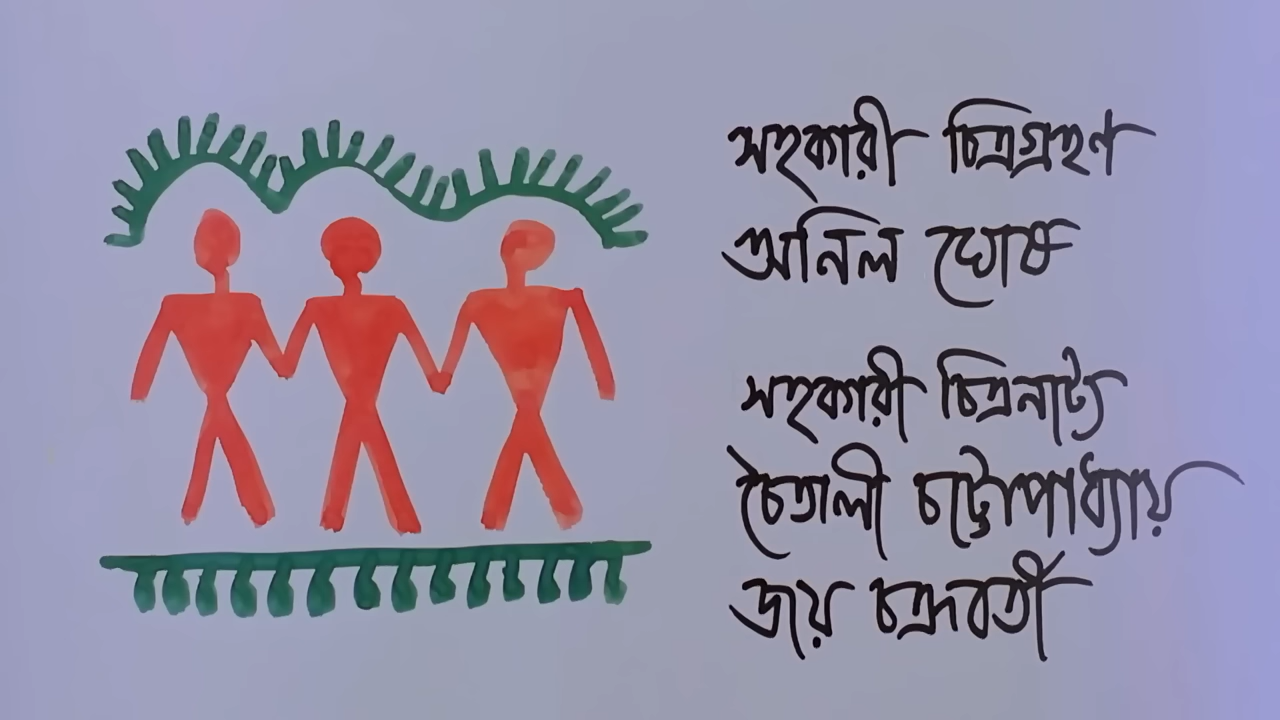 সহকারী চিত্রগ্রহণ
অনিল ঘোষ
সহকারী চিত্রনাট্য
চৈতালী চট্টোপাধ্যায়
জয় চক্রবর্তী